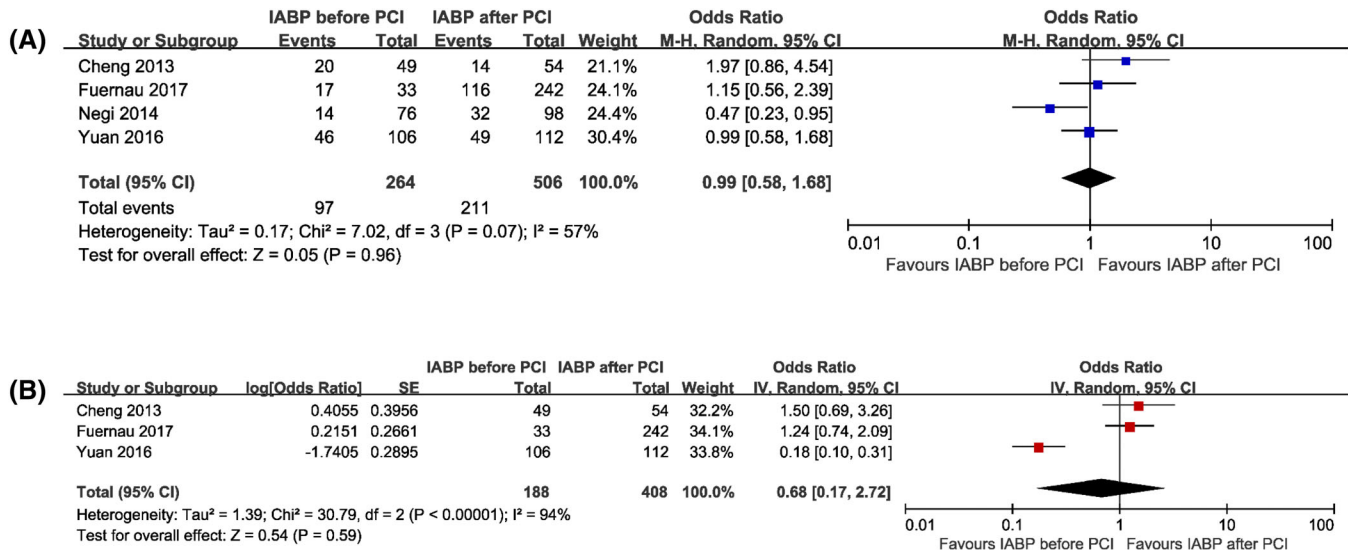 (A)
IABP before PCI IABP after PCI Odds Ratio Odds Ratio
Study or Subgroup Events Total Events Total Weight M-H, Random, 95% CI M-H, Random, 95% CI
Cheng 2013 20 49 14 54 21.1% 1.97 [0.86, 4.54]
Fuernau 2017 17 33 116 242 24.1% 1.15 [0.56, 2.39]
Negi 2014 14 76 32 98 24.4% 0.47 [0.23, 0.95]
Yuan 2016 46 106 49 112 30.4% 0.99 [0.58, 1.68]
Total (95% CI) 264 506 100.0% 0.99 [0.58, 1.68]
Total events 97 211
Heterogeneity: Tau² = 0.17; Chi² = 7.02, df = 3 (P = 0.07); I² = 57%
Test for overall effect: Z = 0.05 (P = 0.96)
0.01 0.1 1 10 100
Favours IABP before PCI Favours IABP after PCI
(B)
IABP before PCI IABP after PCI Odds Ratio Odds Ratio
Study or Subgroup log[Odds Ratio] SE Total Total Weight IV, Random, 95% CI IV, Random, 95% CI
Cheng 2013 0.4055 0.3956 49 54 32.2% 1.50 [0.69, 3.26]
Fuernau 2017 0.2151 0.2661 33 242 34.1% 1.24 [0.74, 2.09]
Yuan 2016 -1.7405 0.2895 106 112 33.8% 0.18 [0.10, 0.31]
Total (95% CI) 188 408 100.0% 0.68 [0.17, 2.72]
Heterogeneity: Tau² = 1.39; Chi² = 30.79, df = 2 (P < 0.00001); I² = 94%
Test for overall effect: Z = 0.54 (P = 0.59)
0.01 0.1 1 10 100
Favours IABP before PCI Favours IABP after PCI